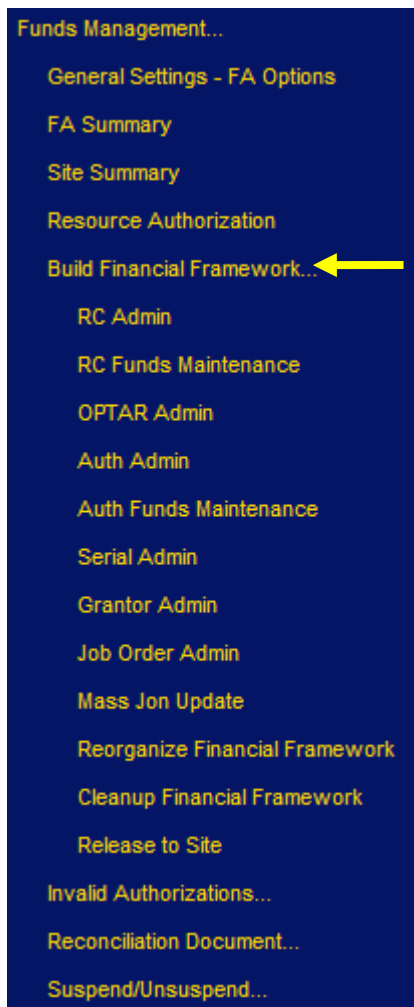 Funds Management...
General Settings - FA Options
FA Summary
Site Summary
Resource Authorization
Build Financial Framework...
RC Admin
RC Funds Maintenance
OPTAR Admin
Auth Admin
Auth Funds Maintenance
Serial Admin
Grantor Admin
Job Order Admin
Mass Jon Update
Reorganize Financial Framework
Cleanup Financial Framework
Release to Site
Invalid Authorizations...
Reconciliation Document...
Suspend/Unsuspend...